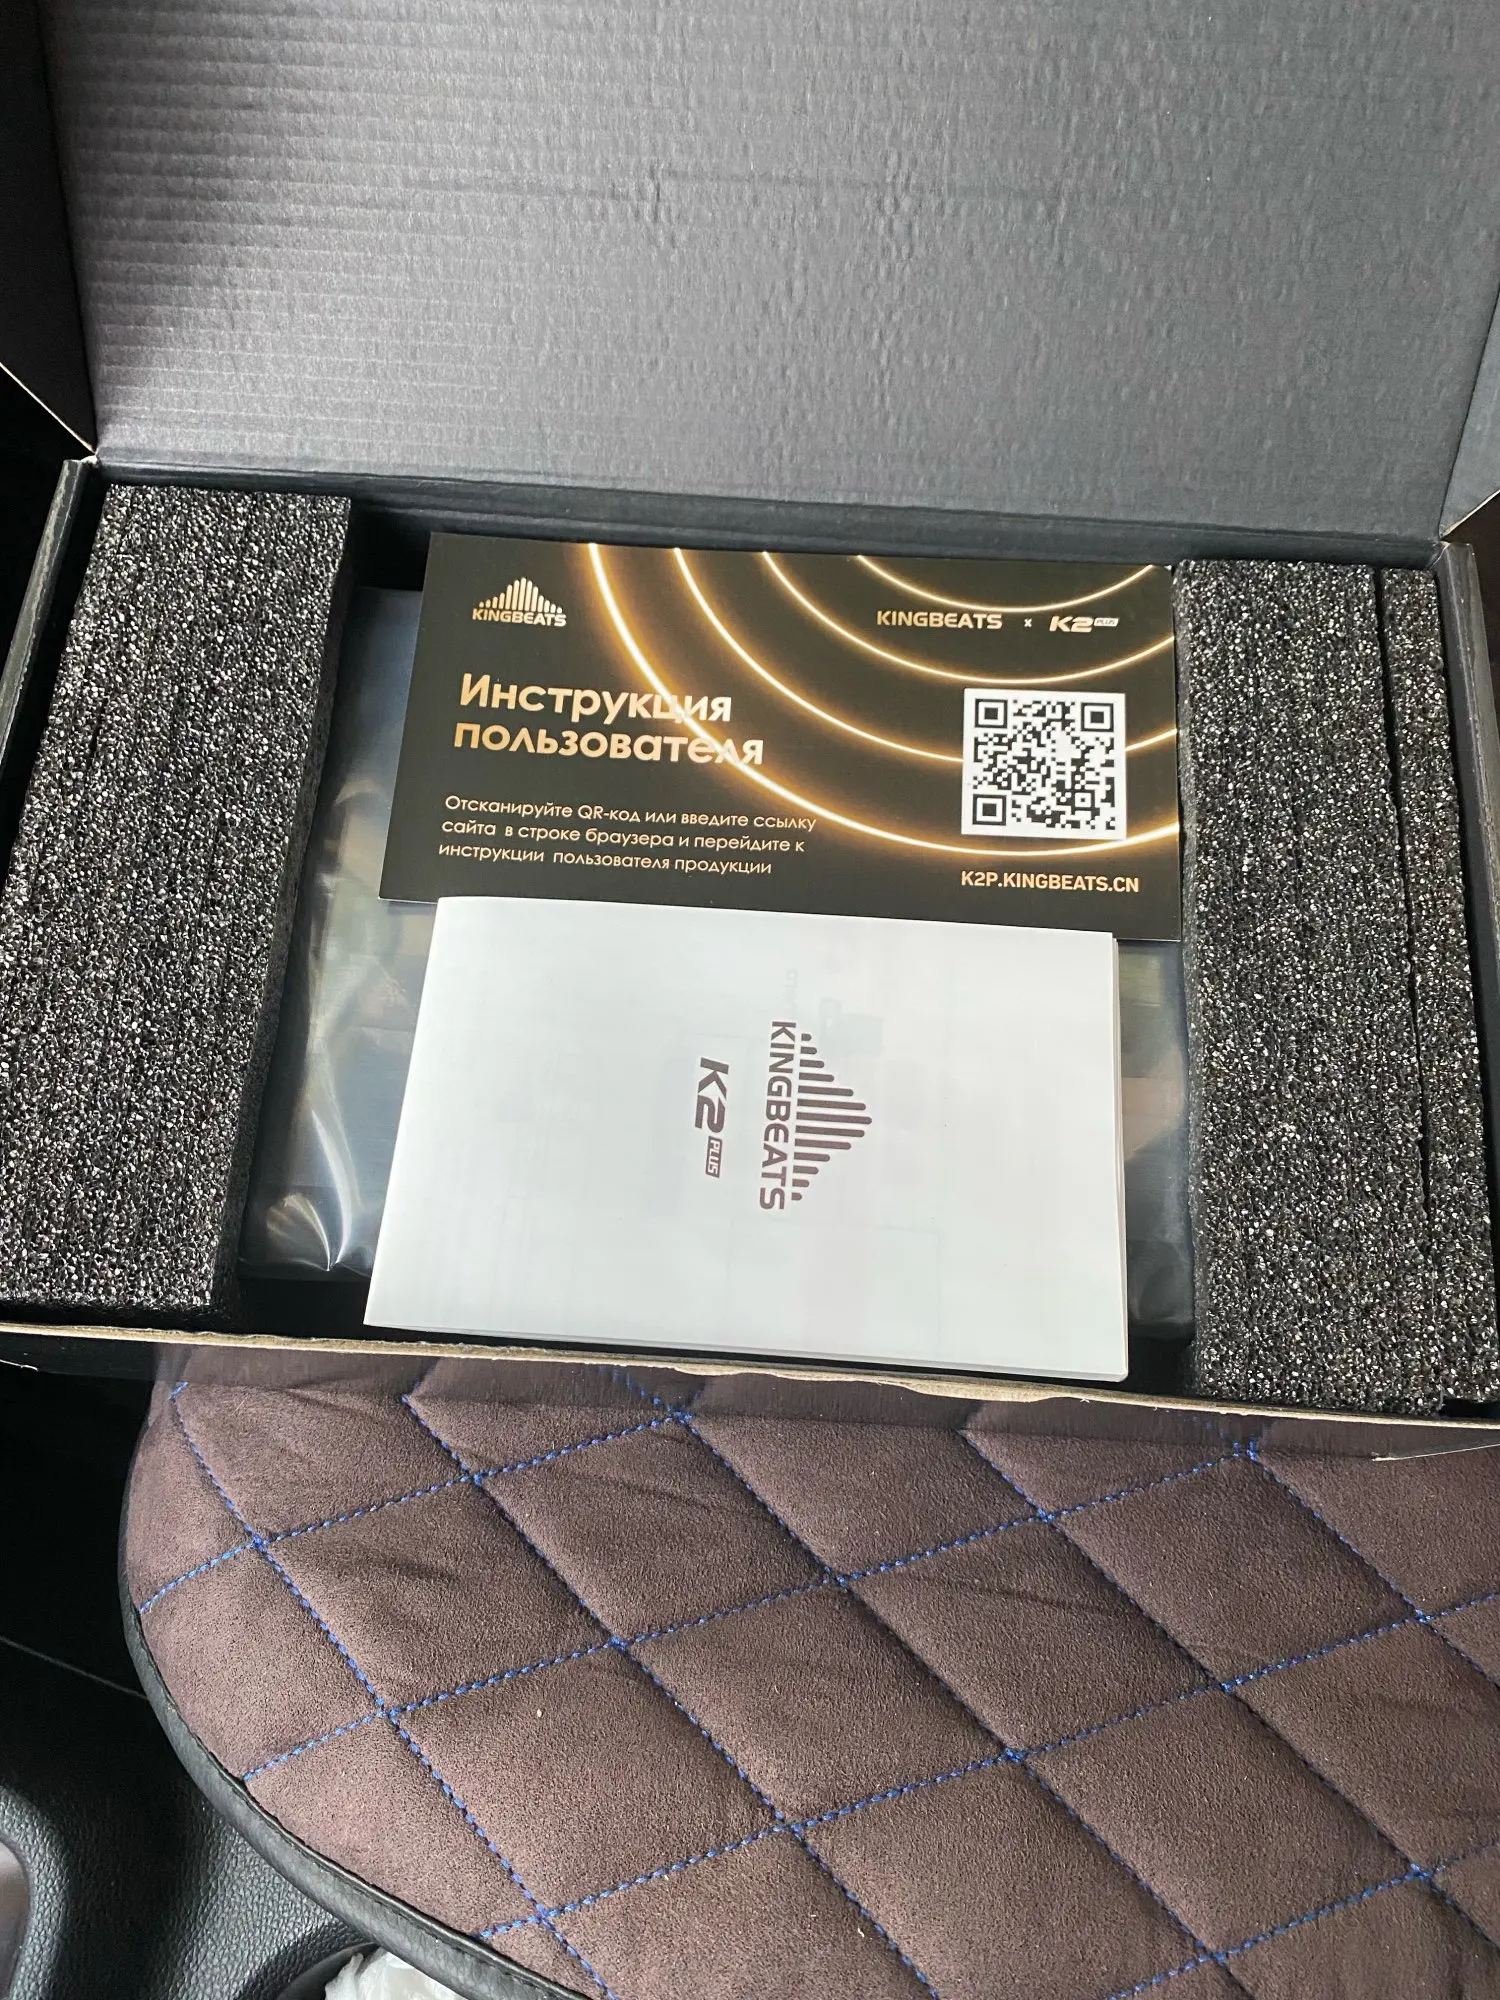 KINGBEATS
KINGBEATS x K2 PLUS
Инструкция
пользователя
Отсканируйте QR-код или введите ссылку
сайта в строке браузера и перейдите к
инструкции пользователя продукции
K2P.KINGBEATS.CN
KINGBEATS
K2 PLUS